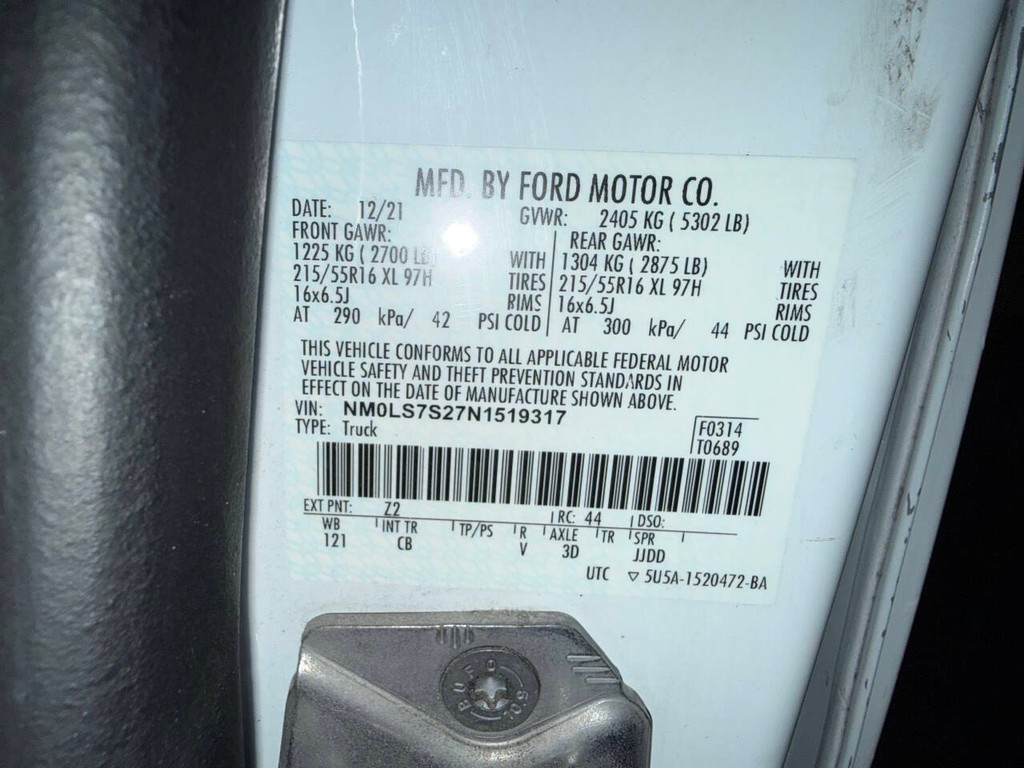 MFD. BY FORD MOTOR CO.
DATE: 12/21 GVWR: 2405 KG ( 5302 LB)
FRONT GAWR: REAR GAWR:
1225 KG ( 2700 LB) WITH 1304 KG ( 2875 LB) WITH
215/55R16 XL 97H TIRES 215/55R16 XL 97H TIRES
16x6.5J RIMS 16x6.5J RIMS
AT 290 kPa/ 42 PSI COLD AT 300 kPa/ 44 PSI COLD
THIS VEHICLE CONFORMS TO ALL APPLICABLE FEDERAL MOTOR
VEHICLE SAFETY AND THEFT PREVENTION STANDARDS IN
EFFECT ON THE DATE OF MANUFACTURE SHOWN ABOVE.
VIN: NM0LS7S27N1519317
TYPE: Truck
F0314
T0689
EXT PNT: Z2 RC: 44 DSO:
WB INT TR TP/PS R AXLE TR SPR
121 CB V 3D JJDD
UTC ▽ 5U5A-1520472-BA